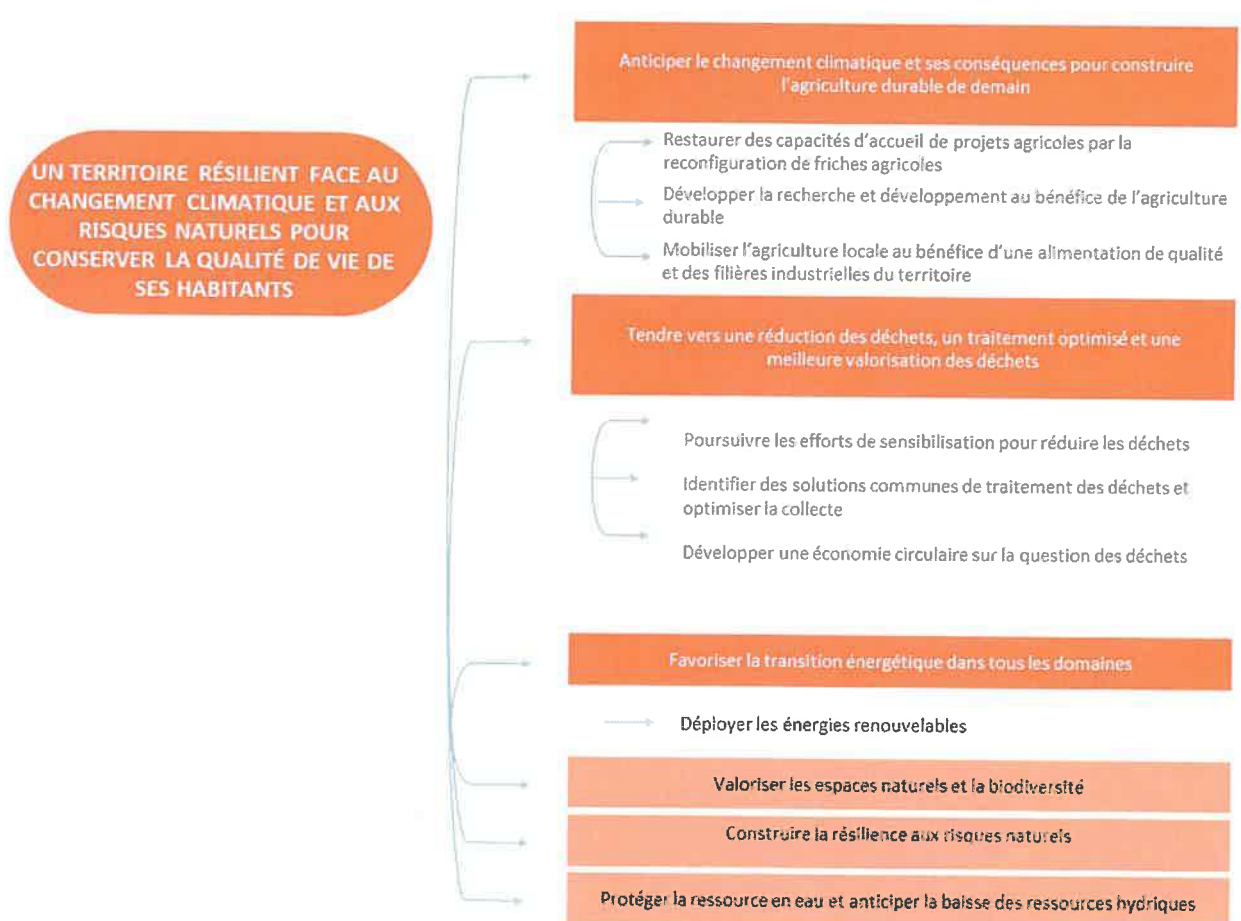 UN TERRITOIRE RÉSILIENT FACE AU
CHANGEMENT CLIMATIQUE ET AUX
RISQUES NATURELS POUR
CONSERVER LA QUALITÉ DE VIE DE
SES HABITANTS
Anticiper le changement climatique et ses conséquences pour construire
l'agriculture durable de demain
Restaurer des capacités d'accueil de projets agricoles par la
reconfiguration de friches agricoles
Développer la recherche et développement au bénéfice de l'agriculture
durable
Mobiliser l'agriculture locale au bénéfice d'une alimentation de qualité
et des filières industrielles du territoire
Tendre vers une réduction des déchets, un traitement optimisé et une
meilleure valorisation des déchets
Poursuivre les efforts de sensibilisation pour réduire les déchets
Identifier des solutions communes de traitement des déchets et
optimiser la collecte
Développer une économie circulaire sur la question des déchets
Favoriser la transition énergétique dans tous les domaines
Déployer les énergies renouvelables
Valoriser les espaces naturels et la biodiversité
Construire la résilience aux risques naturels
Protéger la ressource en eau et anticiper la baisse des ressources hydriques